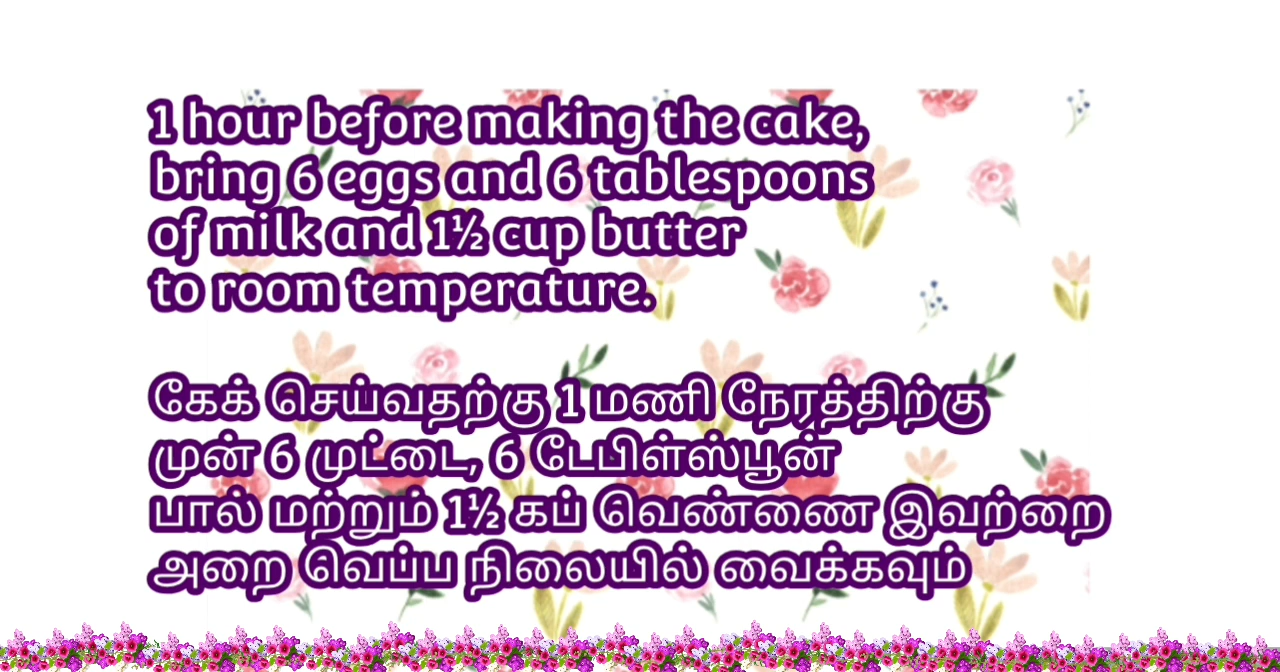 1 hour before making the cake,
bring 6 eggs and 6 tablespoons
of milk and 1½ cup butter
to room temperature.
கேக் செய்வதற்கு 1 மணி நேரத்திற்கு
முன் 6 முட்டை, 6 டேபிள்ஸ்பூன்
பால் மற்றும் 1½ கப் வெண்ணை இவற்றை
அறை வெப்ப நிலையில் வைக்கவும்